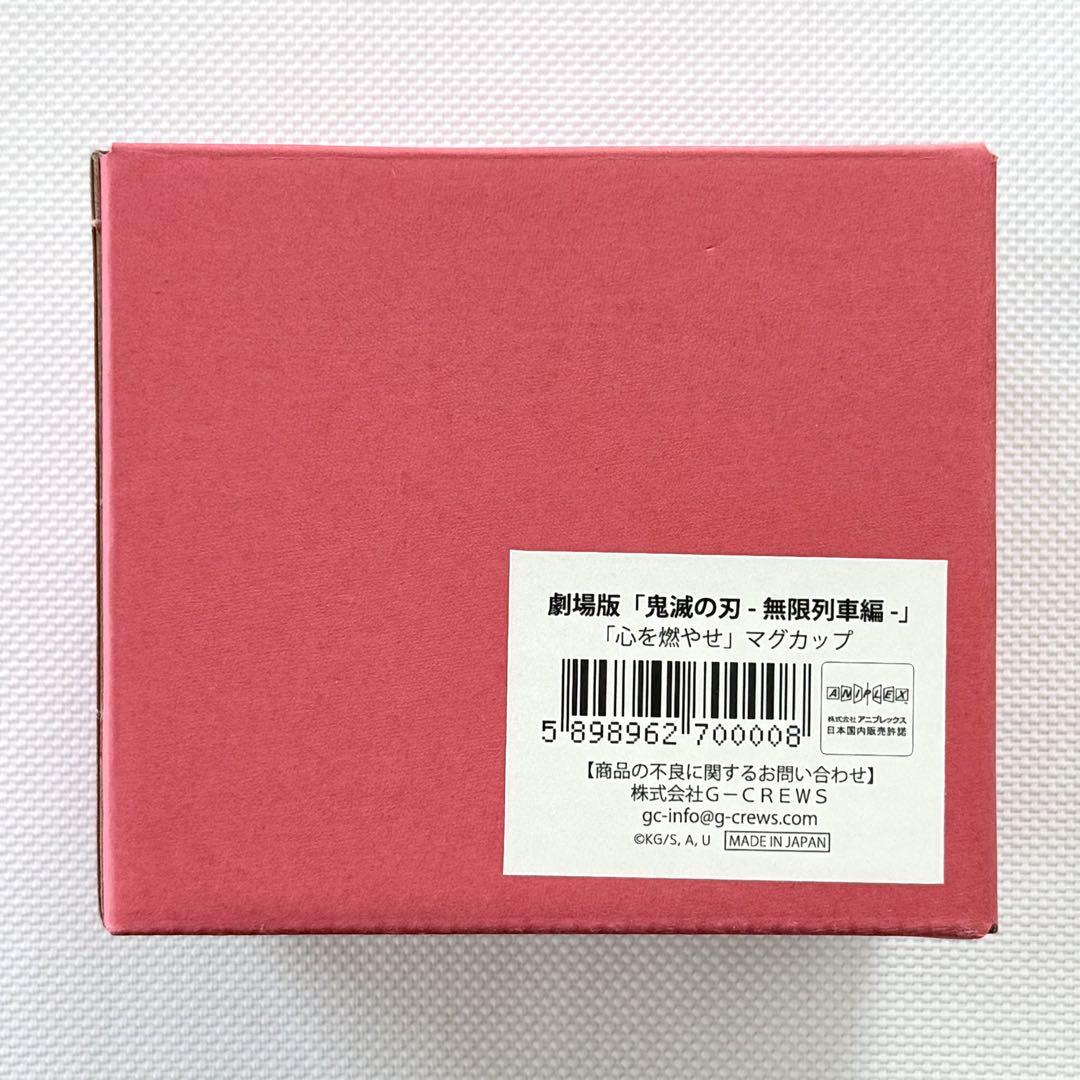 劇場版「鬼滅の刃 - 無限列車編 -」
「心を燃やせ」マグカップ
5 898962 700008
ANIPLEX
株式会社アニプレックス
日本国内販売許諾
【商品の不良に関するお問い合わせ】
株式会社G-CREWS
gc-info@g-crews.com
©KG/S, A, U MADE IN JAPAN